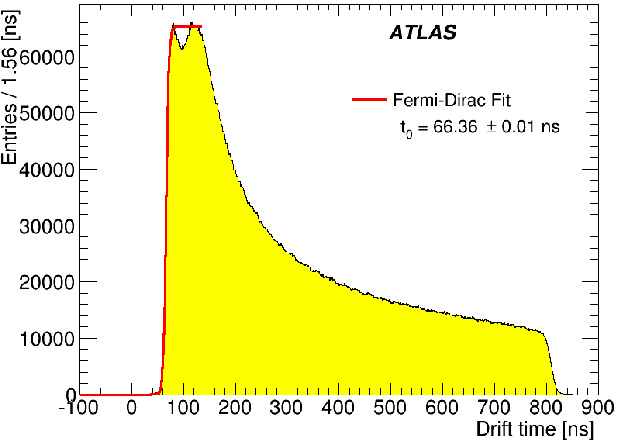 ATLAS
Fermi-Dirac Fit
t0 = 66.36 ± 0.01 ns
Entries / 1.56 [ns]
60000
50000
40000
30000
20000
10000
0
-100 0 100 200 300 400 500 600 700 800 900
Drift time [ns]